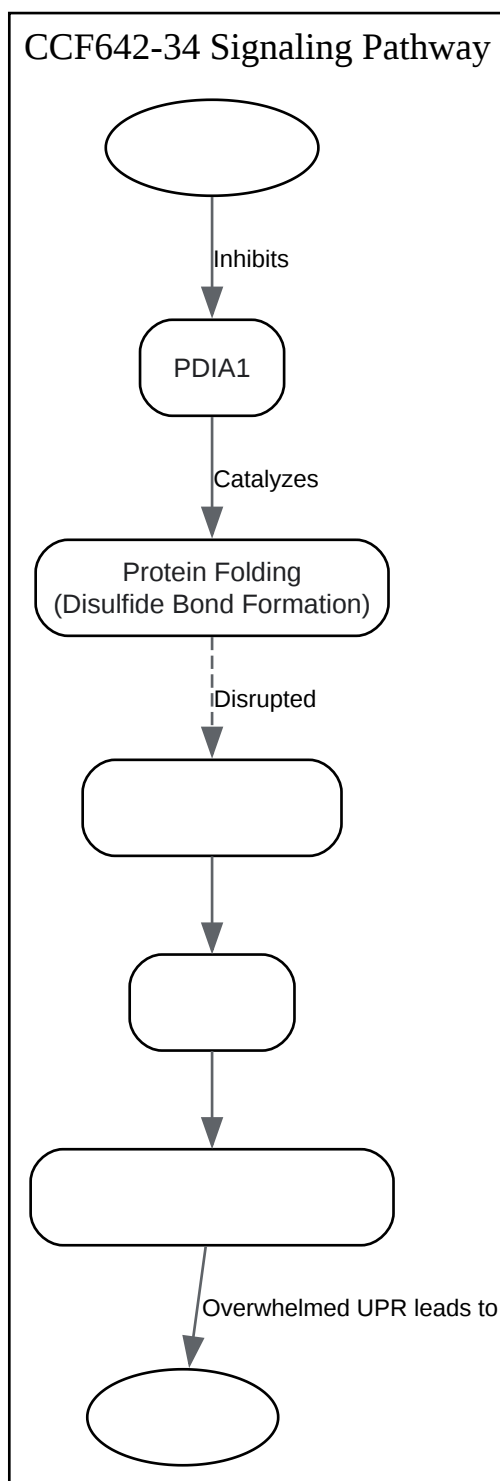 CCF642-34 Signaling Pathway
Inhibits
PDIA1
Catalyzes
Protein Folding
(Disulfide Bond Formation)
Disrupted
Overwhelmed UPR leads to